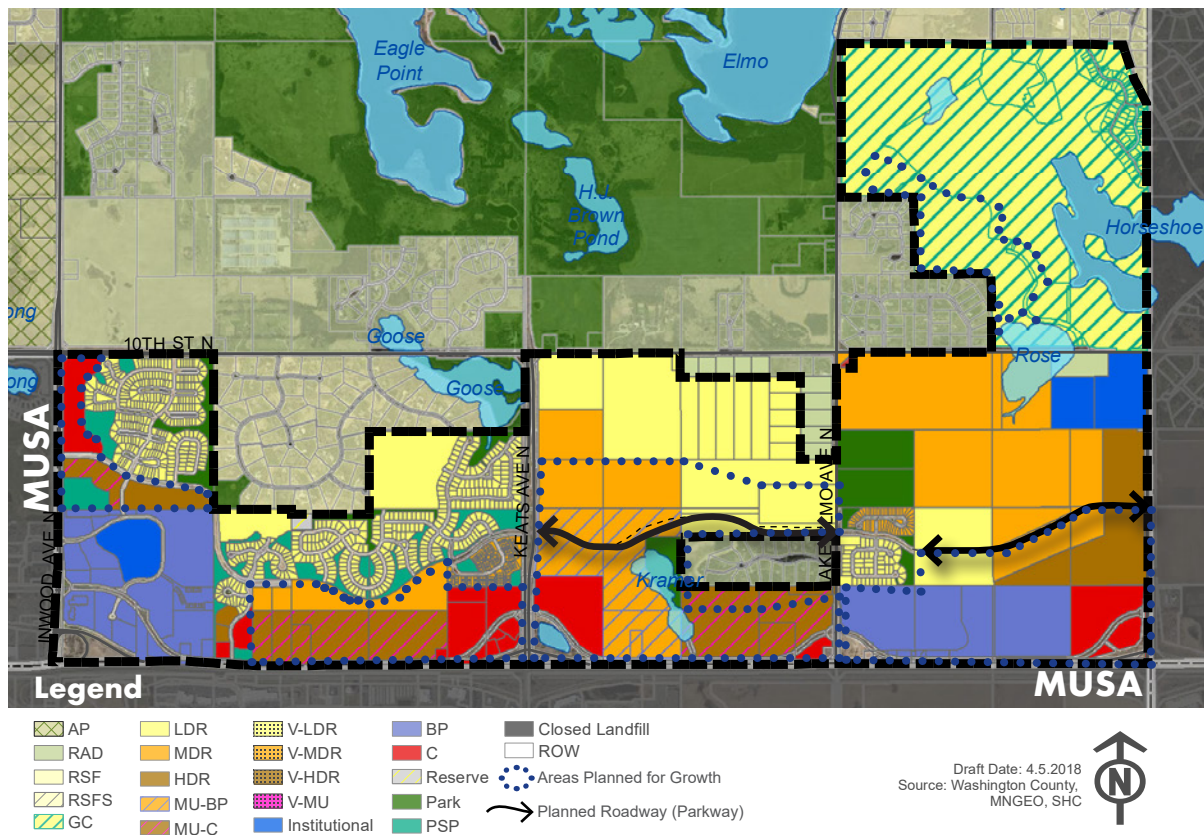 Eagle
Point
Elmo
H.J.
Brown
Pond
Horseshoe
ong
Goose
10TH ST N
Rose
ong
Goose
MUSA
KEATS AVE N
INWOOD AVE N
Kramer
LMO AVE N
Legend
MUSA
AP
RAD
RSF
RSFS
GC
LDR
MDR
HDR
MU-BP
MU-C
V-LDR
V-MDR
V-HDR
V-MU
Institutional
BP
C
Reserve
Park
PSP
Closed Landfill
ROW
Areas Planned for Growth
Planned Roadway (Parkway)
Draft Date: 4.5.2018
Source: Washington County,
MNGEO, SHC
N